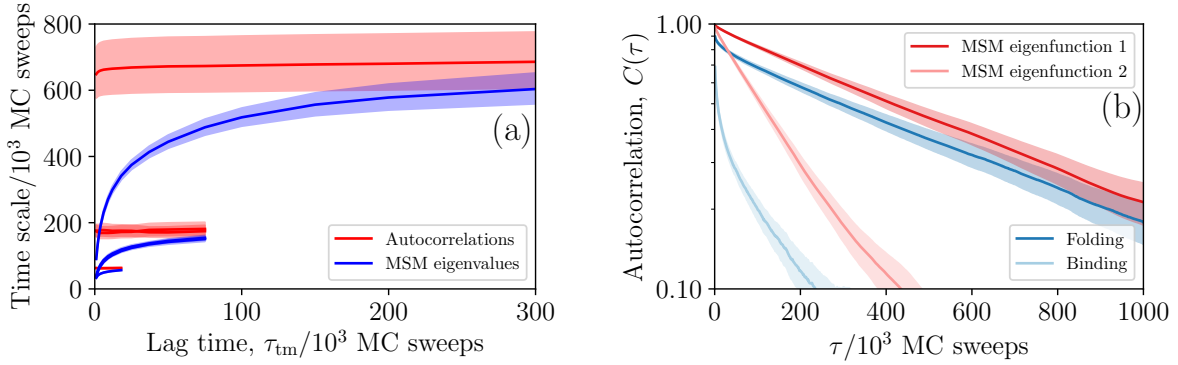 800
600
400
200
0
Time scale/10³ MC sweeps
(a)
Autocorrelations
MSM eigenvalues
0
100
200
300
Lag time, τtm/10³ MC sweeps
1.00
0.10
Autocorrelation, C(τ)
MSM eigenfunction 1
MSM eigenfunction 2
(b)
Folding
Binding
0
200
400
600
800
1000
τ/10³ MC sweeps